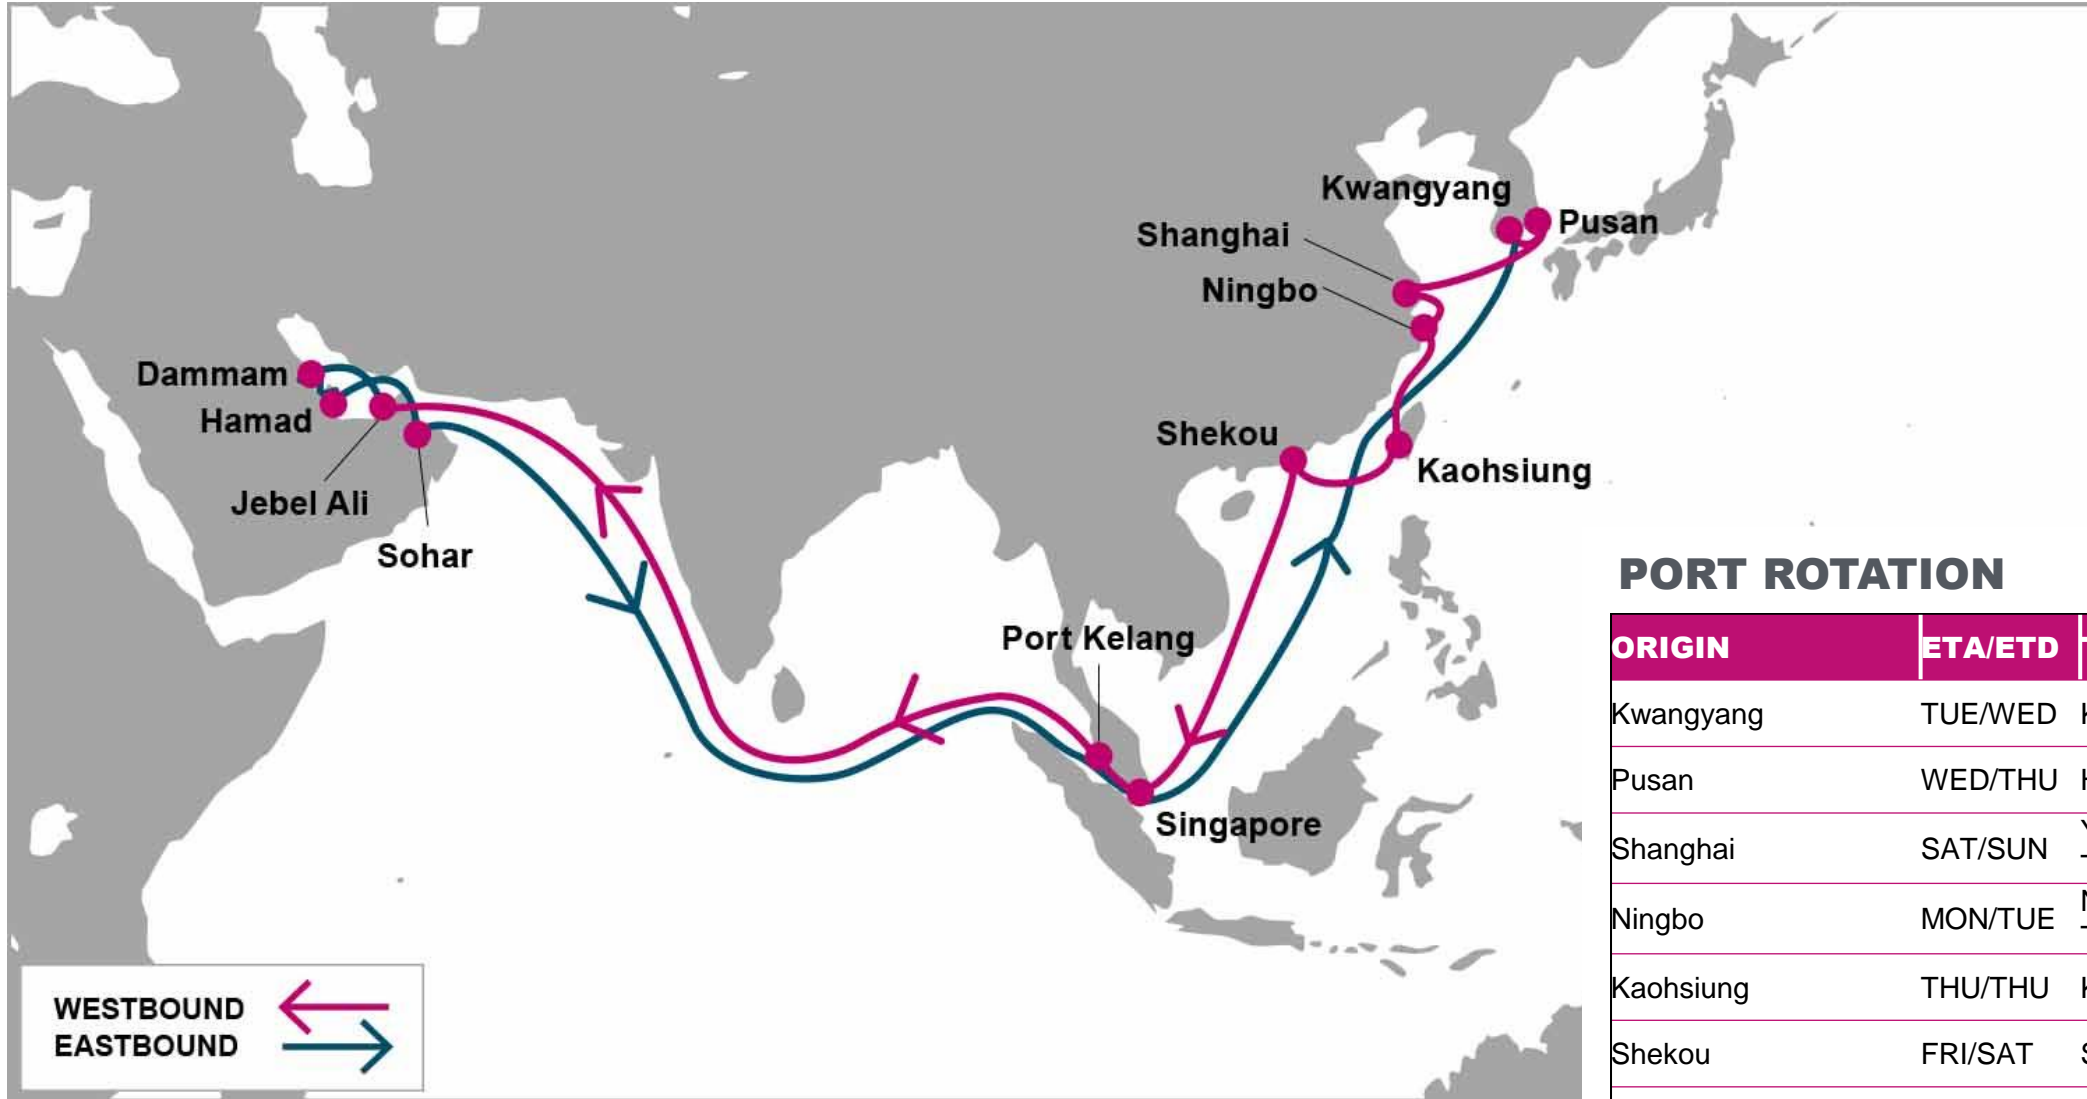 Kwangyang
Pusan
Shanghai
Ningbo
Dammam
Hamad
Shekou
Kaohsiung
Jebel Ali
Sohar
Port Kelang
Singapore
WESTBOUND
EASTBOUND
PORT ROTATION
ORIGIN ETA/ETD
Kwangyang TUE/WED
Pusan WED/THU
Shanghai SAT/SUN
Ningbo MON/TUE
Kaohsiung THU/THU
Shekou FRI/SAT